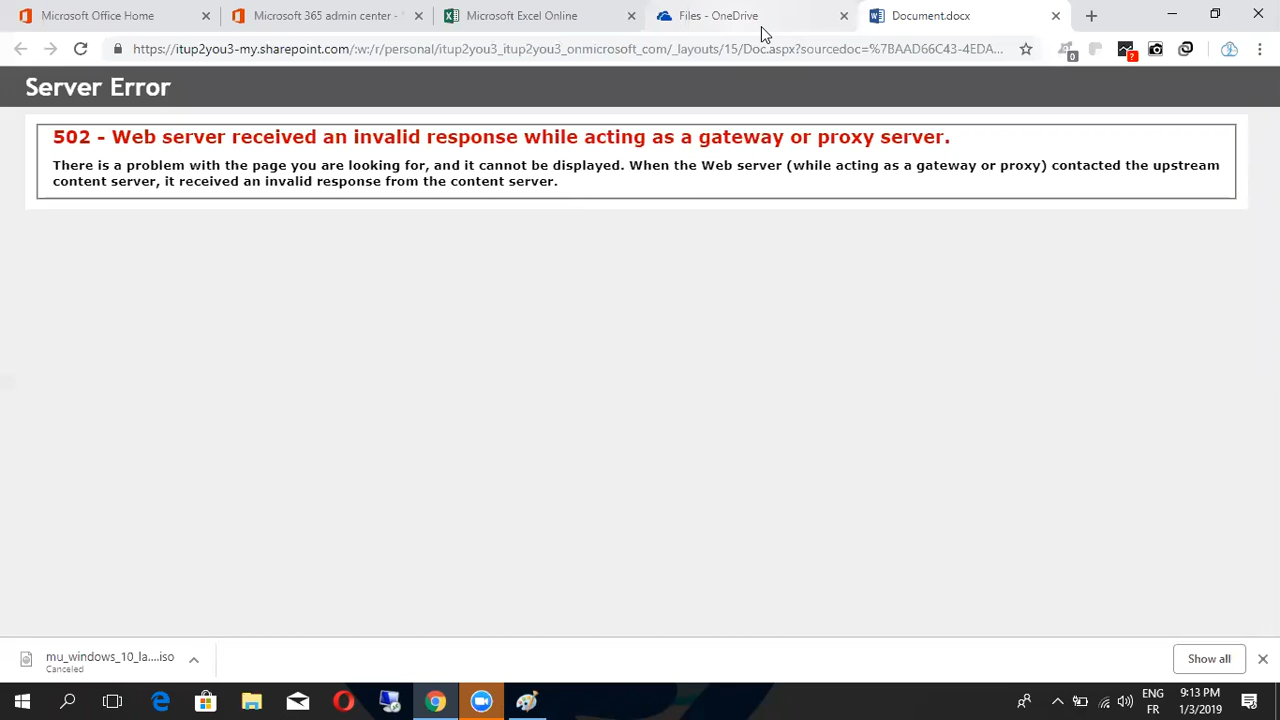 Microsoft Office Home
Microsoft 365 admin center -
Microsoft Excel Online
Files - OneDrive
Document.docx
https://itup2you3-my.sharepoint.com/:w:/r/personal/itup2you3_itup2you3_onmicrosoft_com/_layouts/15/Doc.aspx?sourcedoc=%7BAAD66C43-4EDA...
0
?
Server Error
502 - Web server received an invalid response while acting as a gateway or proxy server.
There is a problem with the page you are looking for, and it cannot be displayed. When the Web server (while acting as a gateway or proxy) contacted the upstream
content server, it received an invalid response from the content server.
mu_windows_10_la....iso
Canceled
Show all
ENG
FR
9:13 PM
1/3/2019